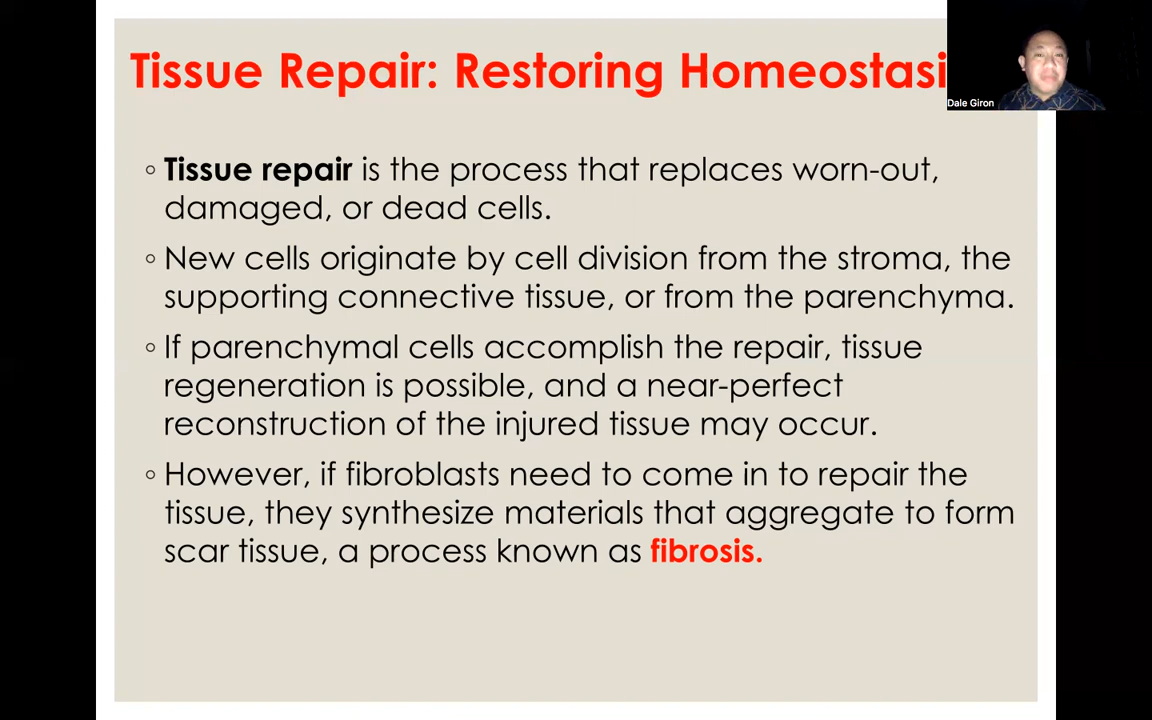 Tissue Repair: Restoring Homeostasi
Dale Giron
◦ Tissue repair is the process that replaces worn-out,
damaged, or dead cells.
◦ New cells originate by cell division from the stroma, the
supporting connective tissue, or from the parenchyma.
◦ If parenchymal cells accomplish the repair, tissue
regeneration is possible, and a near-perfect
reconstruction of the injured tissue may occur.
◦ However, if fibroblasts need to come in to repair the
tissue, they synthesize materials that aggregate to form
scar tissue, a process known as fibrosis.